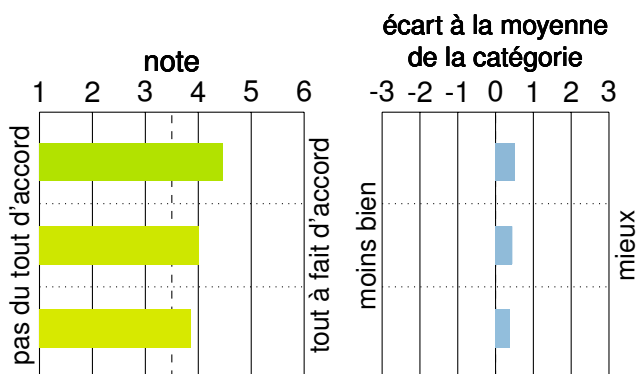 note
1 2 3 4 5 6
pas du tout d'accord
tout à fait d'accord
écart à la moyenne
de la catégorie
-3 -2 -1 0 1 2 3
moins bien
mieux